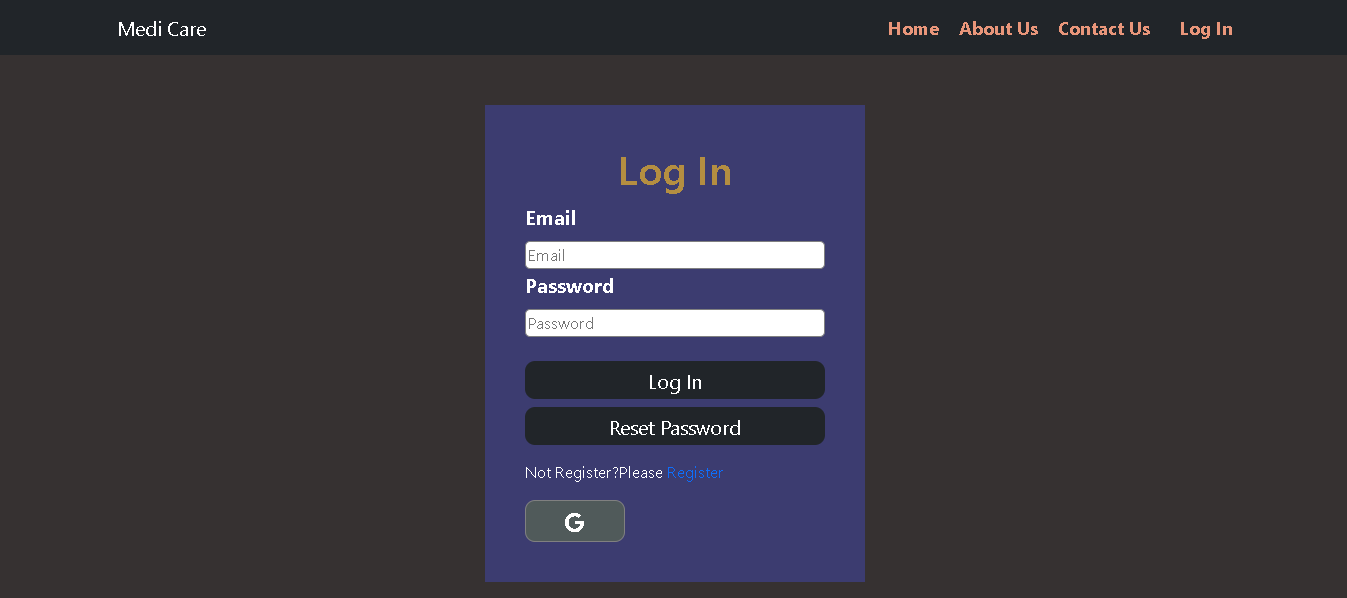 Medi Care Home About Us Contact Us Log In
Log In
Email
Email
Password
Password
Log In
Reset Password
Not Register?Please Register
G